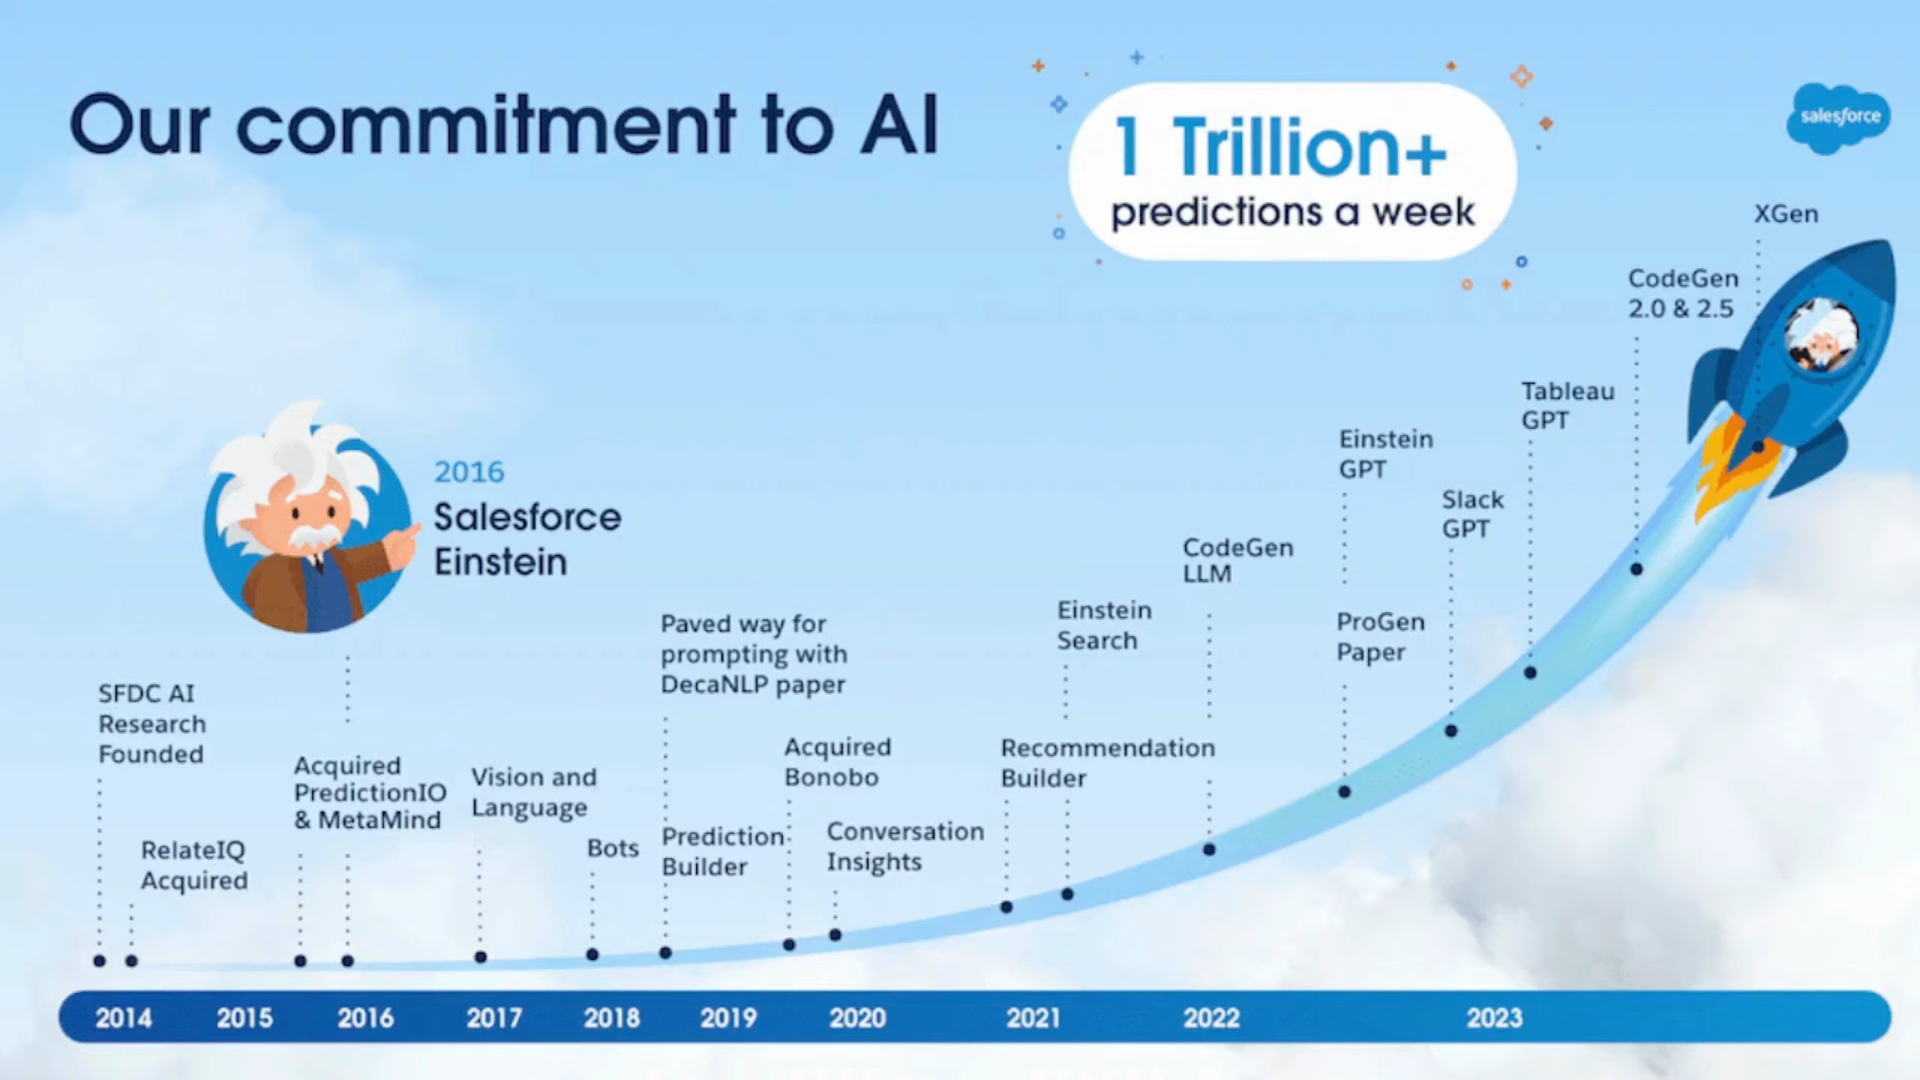 Our commitment to AI
1 Trillion+
predictions a week
salesforce
XGen
CodeGen
2.0 & 2.5
Tableau
GPT
Einstein
GPT
Slack
GPT
2016
Salesforce
Einstein
CodeGen
LLM
Einstein
Search
ProGen
Paper
Paved way for
prompting with
DecaNLP paper
SFDC AI
Research
Founded
Acquired
PredictionIO
& MetaMind
Vision and
Language
Acquired
Bonobo
Recommendation
Builder
RelateIQ
Acquired
Bots
Prediction
Builder
Conversation
Insights
2014
2015
2016
2017
2018
2019
2020
2021
2022
2023